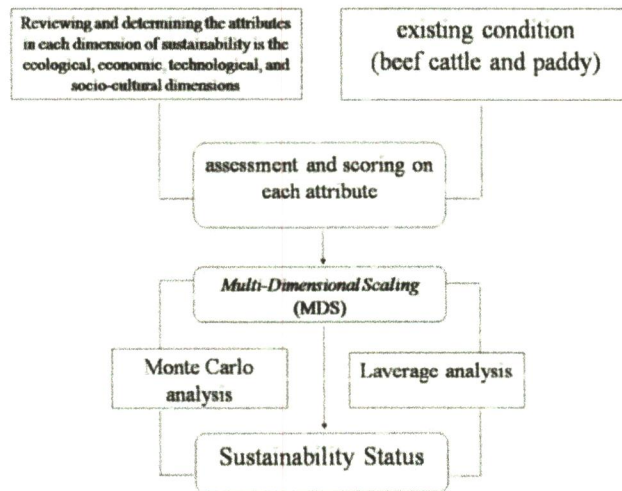 Reviewing and determining the attributes
in each dimension of sustainability is the
ecological, economic, technological, and
socio-cultural dimensions
existing condition
(beef cattle and paddy)
assessment and scoring on
each attribute
Multi-Dimensional Scaling
(MDS)
Monte Carlo
analysis
Laverage analysis
Sustainability Status